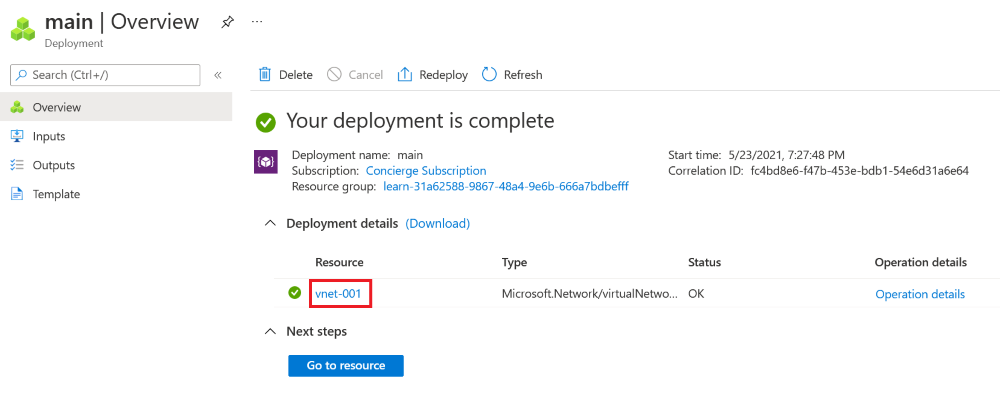 main | Overview
Deployment
Search (Ctrl+/)
«
Overview
Inputs
Outputs
Template
Delete
Cancel
Redeploy
Refresh
Your deployment is complete
Deployment name: main
Subscription: Concierge Subscription
Resource group: learn-31a62588-9867-48a4-9e6b-666a7bdbefff
Start time: 5/23/2021, 7:27:48 PM
Correlation ID: fc4bd8e6-f47b-453e-bdb1-54e6d31a6e64
Deployment details (Download)
Resource Type Status Operation details
vnet-001 Microsoft.Network/virtualNetwo... OK Operation details
Next steps
Go to resource